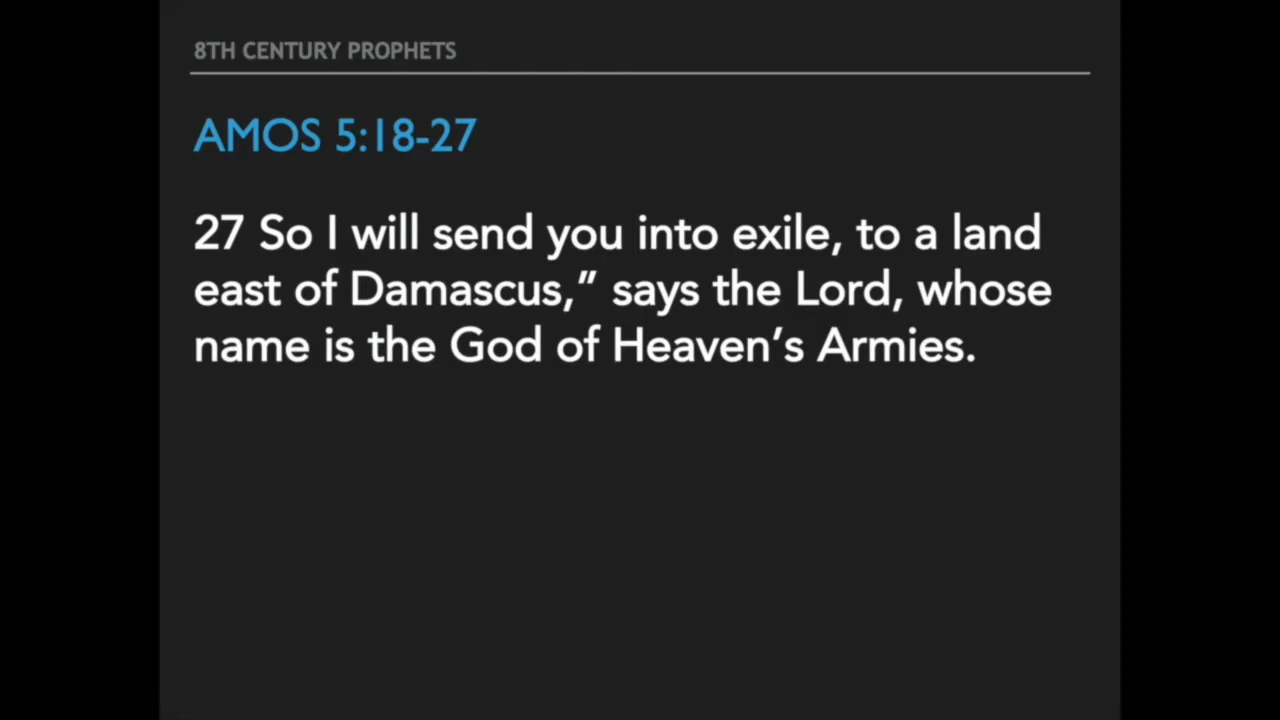 8TH CENTURY PROPHETS
AMOS 5:18-27
27 So I will send you into exile, to a land
east of Damascus,” says the Lord, whose
name is the God of Heaven’s Armies.